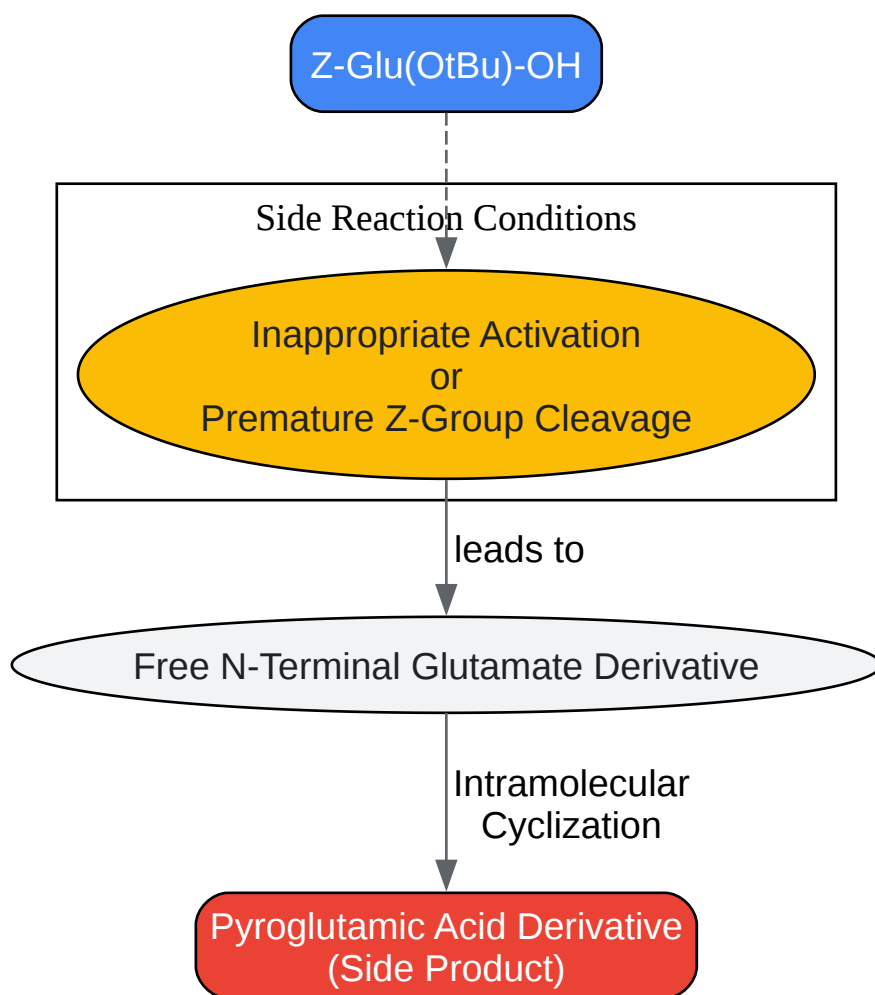 Z-Glu(OtBu)-OH
Side Reaction Conditions
Inappropriate Activation
or
Premature Z-Group Cleavage
leads to
Free N-Terminal Glutamate Derivative
Intramolecular
Cyclization
Pyroglutamic Acid Derivative
(Side Product)